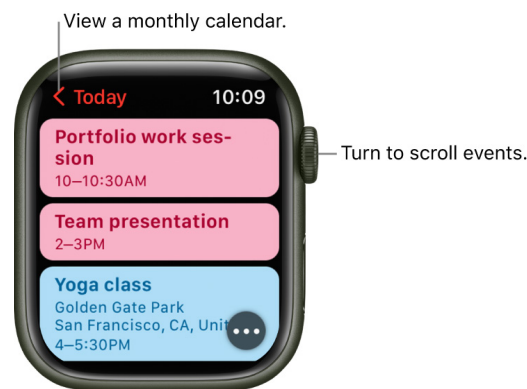 View a monthly calendar.
Today 10:09
Portfolio work ses-
sion
10–10:30AM
Turn to scroll events.
Team presentation
2–3PM
Yoga class
Golden Gate Park
San Francisco, CA, Unit
4–5:30PM